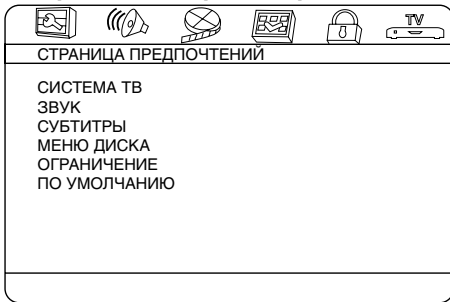 TV
СТРАНИЦА ПРЕДПОЧТЕНИЙ
СИСТЕМА ТВ
ЗВУК
СУБТИТРЫ
МЕНЮ ДИСКА
ОГРАНИЧЕНИЕ
ПО УМОЛЧАНИЮ